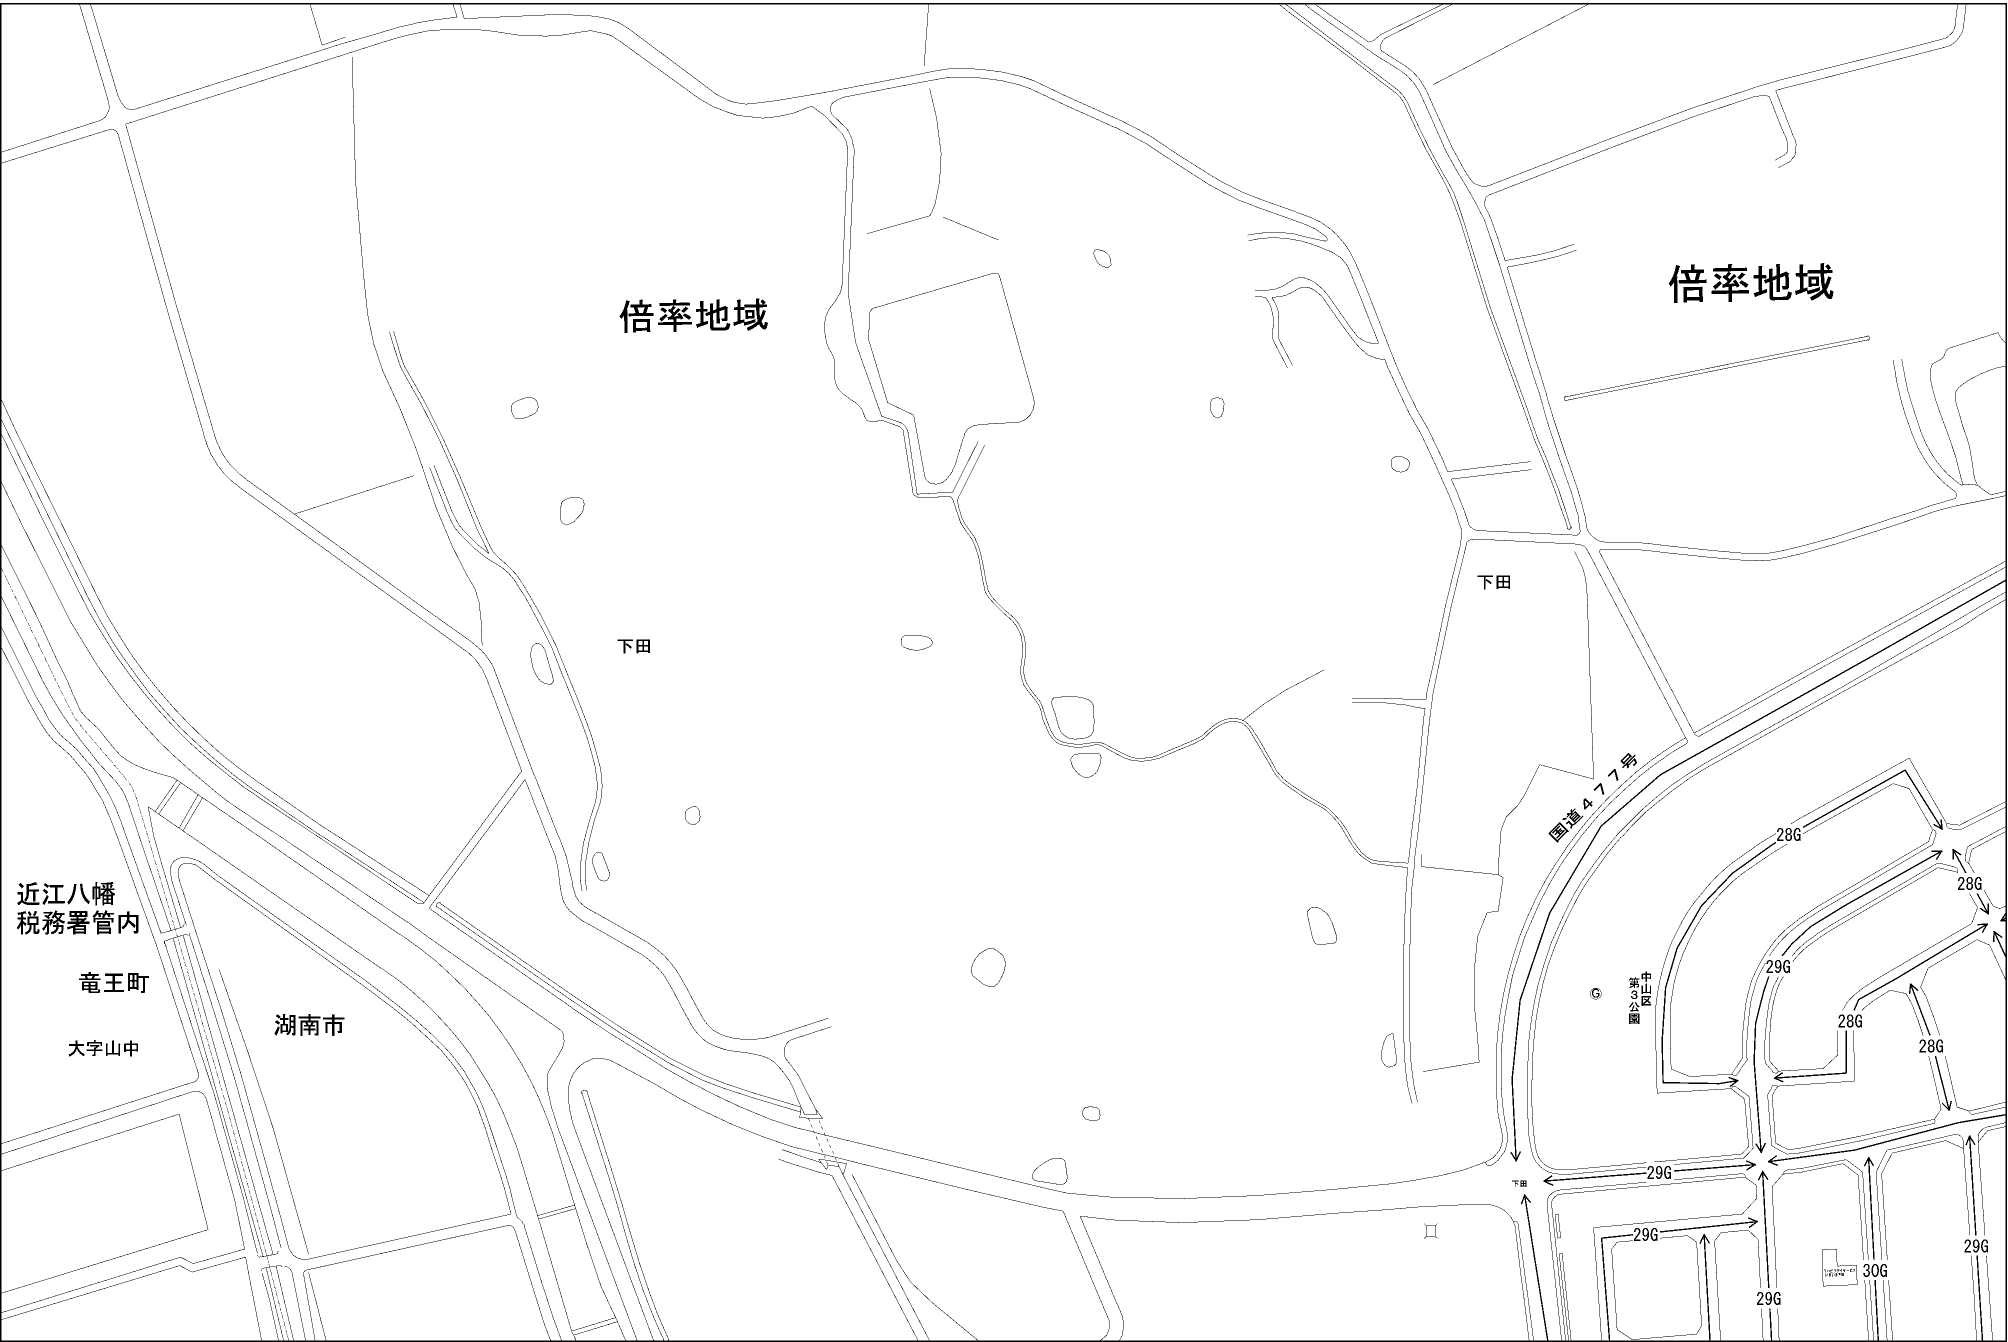 倍率地域
倍率地域
下田
下田
国道477号
28G
28G
29G
28G
28G
中山区
第3公園
G
近江八幡
税務署管内
竜王町
大字山中
湖南市
下田
29G
29G
29G
30G
29G